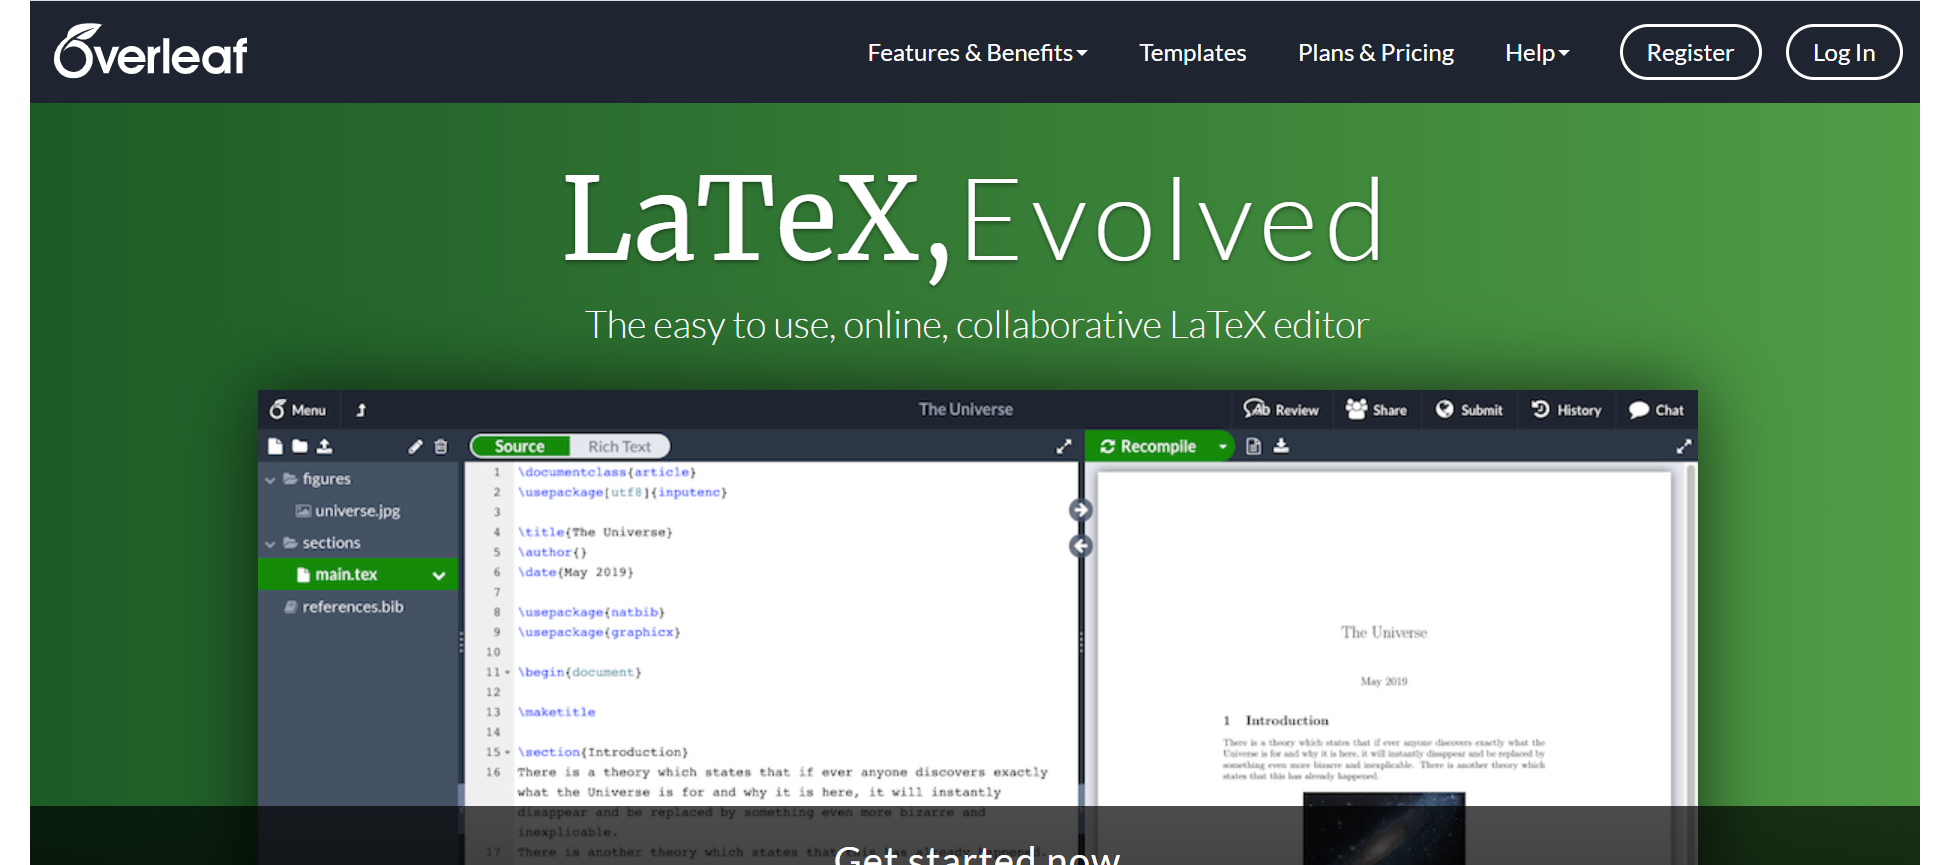 Overleaf
Features & Benefits
Templates
Plans & Pricing
Help
Register
Log In
LaTeX, Evolved
The easy to use, online, collaborative LaTeX editor
Menu
The Universe
Review
Share
Submit
History
Chat
Source
Rich Text
Recompile
figures
universe.jpg
sections
main.tex
references.bib
1 \documentclass{article}
2 \usepackage[utf8]{inputenc}
3
4 \title{The Universe}
5 \author{}
6 \date{May 2019}
7
8 \usepackage{natbib}
9 \usepackage{graphicx}
10
11 \begin{document}
12
13 \maketitle
14
15 \section{Introduction}
16 There is a theory which states that if ever anyone discovers exactly
what the Universe is for and why it is here, it will instantly
disappear and be replaced by something even more bizarre and
inexplicable.
17 There is another theory which states that this has already happened.
The Universe
May 2019
1 Introduction
There is a theory which states that if ever anyone discovers exactly what the
Universe is for and why it is here, it will instantly disappear and be replaced by
something even more bizarre and inexplicable. There is another theory which
states that this has already happened.
Get started now